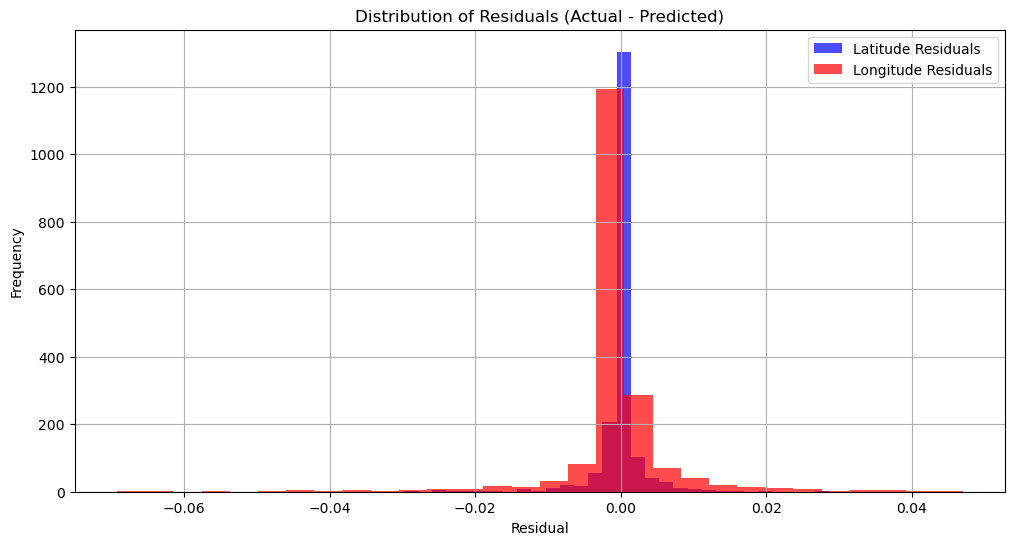 Distribution of Residuals (Actual - Predicted)
Latitude Residuals
Longitude Residuals
Frequency
1200
1000
800
600
400
200
0
−0.06 −0.04 −0.02 0.00 0.02 0.04
Residual